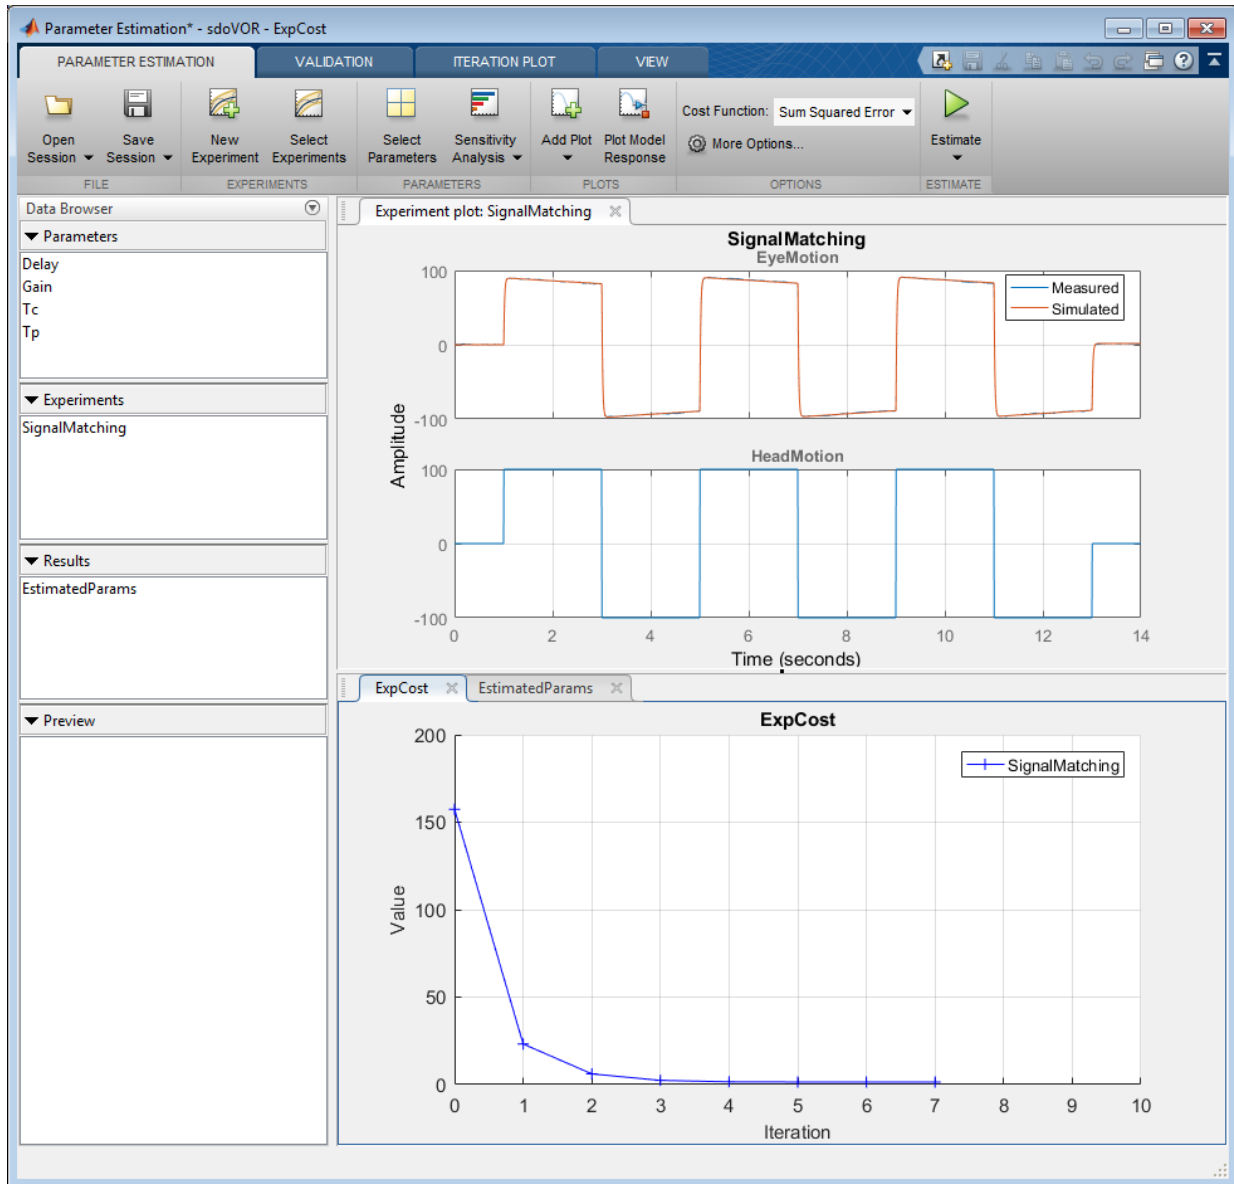 Parameter Estimation* - sdoVOR - ExpCost
PARAMETER ESTIMATION VALIDATION ITERATION PLOT VIEW
Open Session
Save Session
New Experiment
Select Experiments
Select Parameters
Sensitivity Analysis
Add Plot
Plot Model Response
Cost Function: Sum Squared Error
More Options...
Estimate
FILE EXPERIMENTS PARAMETERS PLOTS OPTIONS ESTIMATE
Data Browser
Parameters
Delay
Gain
Tc
Tp
Experiments
SignalMatching
Results
EstimatedParams
Preview
Experiment plot: SignalMatching
SignalMatching
EyeMotion
100
0
-100
Measured
Simulated
Amplitude
HeadMotion
100
0
-100
0 2 4 6 8 10 12 14
Time (seconds)
ExpCost EstimatedParams
ExpCost
200
150
100
50
0
SignalMatching
Value
0 1 2 3 4 5 6 7 8 9 10
Iteration